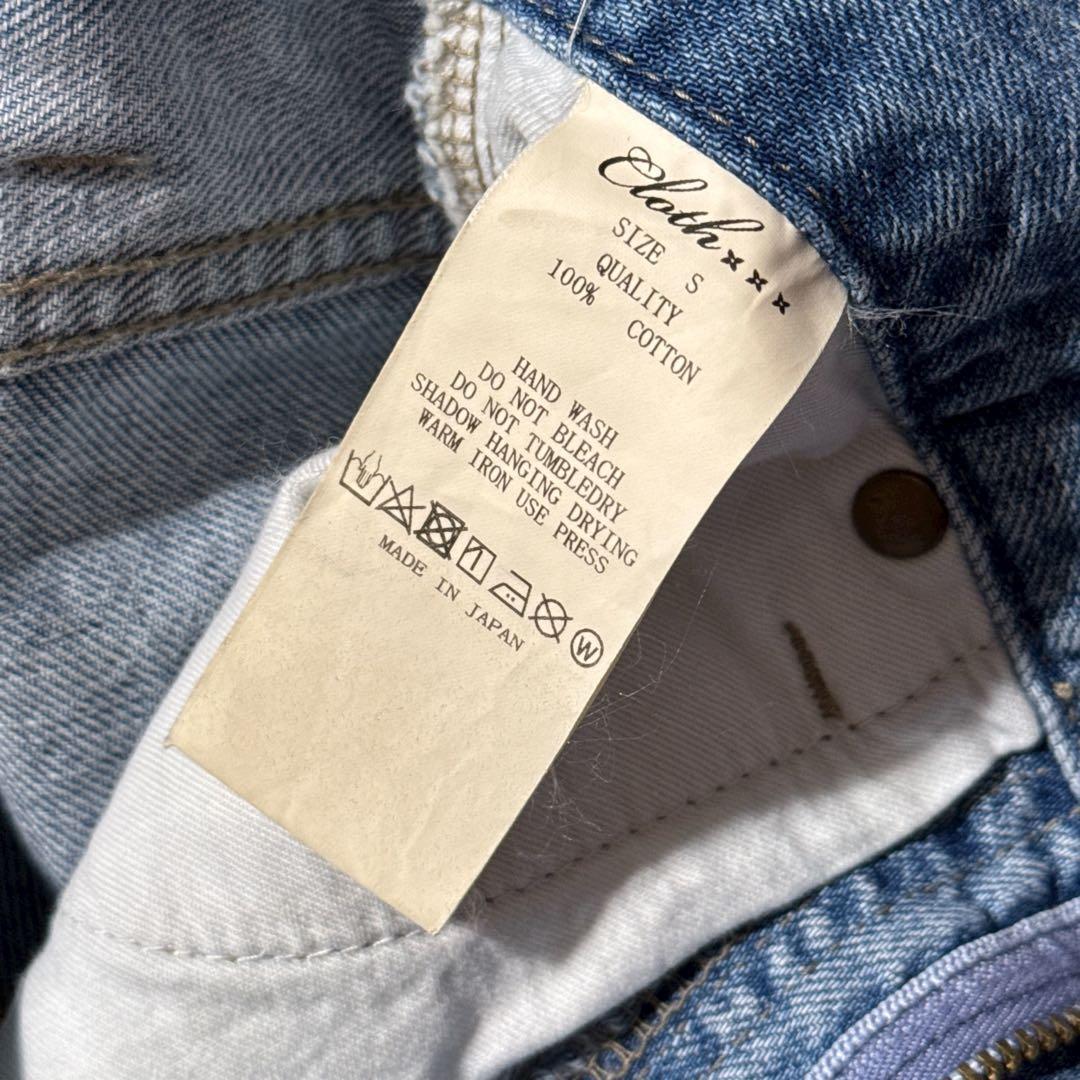 Cloth
SIZE S
QUALITY
100% COTTON
HAND WASH
DO NOT BLEACH
DO NOT TUMBLEDRY
SHADOW HANGING DRYING
WARM IRON USE PRESS
W
MADE IN JAPAN